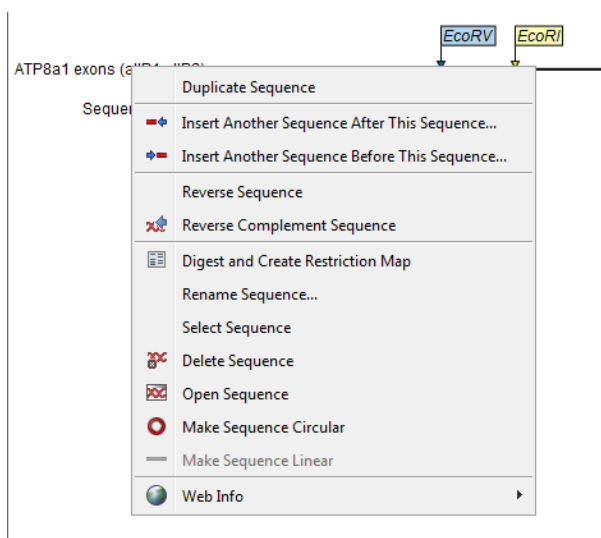 EcoRV EcoRI
ATP8a1 exons
Seque
Duplicate Sequence
Insert Another Sequence After This Sequence...
Insert Another Sequence Before This Sequence...
Reverse Sequence
Reverse Complement Sequence
Digest and Create Restriction Map
Rename Sequence...
Select Sequence
Delete Sequence
Open Sequence
Make Sequence Circular
Make Sequence Linear
Web Info